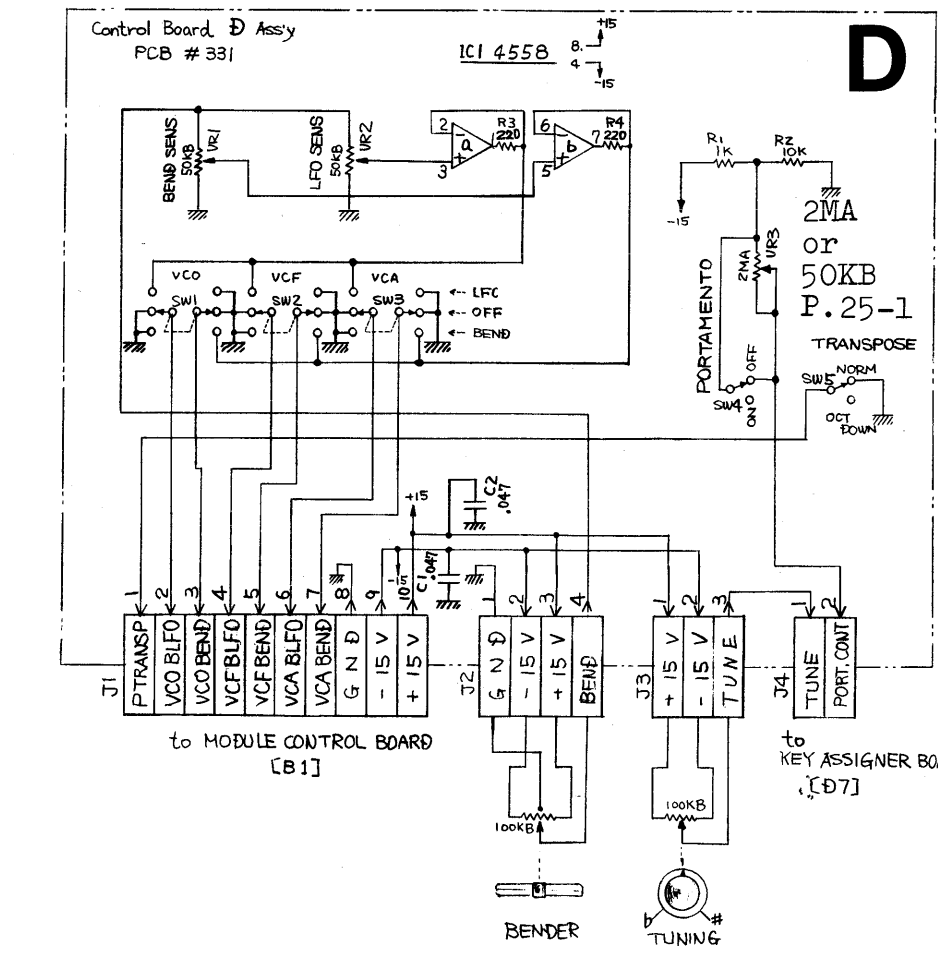 Control Board D Ass'y
PCB # 331
IC1 4558
8. +15
4 -15
D
BEND SENS
50KB
VR1
LFO SENS
50KB
VR2
2
3
a
1
R3
220
6
5
b
7
R4
220
R1
1K
R2
10K
-15
2MA
or
50KB
P.25-1
PORTAMENTO
2MA
VR3
VCO
VCF
VCA
SW1
SW2
SW3
LFC
OFF
BEND
SW4
OFF
ON
TRANSPOSE
SW5
NORM
OCT
DOWN
+15
C2
.047
-15
C1
.047
1 2 3 4 5 6 7 8 9 10
J1
PTRANSP
VCO BLFO
VCO BEND
VCF BLFO
VCF BEND
VCA BLFO
VCA BEND
GND
-15V
+15V
1 2 3 4
J2
GND
-15V
+15V
BEND
1 2 3
J3
+15V
-15V
TUNE
1 2
J4
TUNE
PORT. CONT
to MODULE CONTROL BOARD
[B1]
to
KEY ASSIGNER BO
[D7]
100KB
100KB
BENDER
b #
TUNING